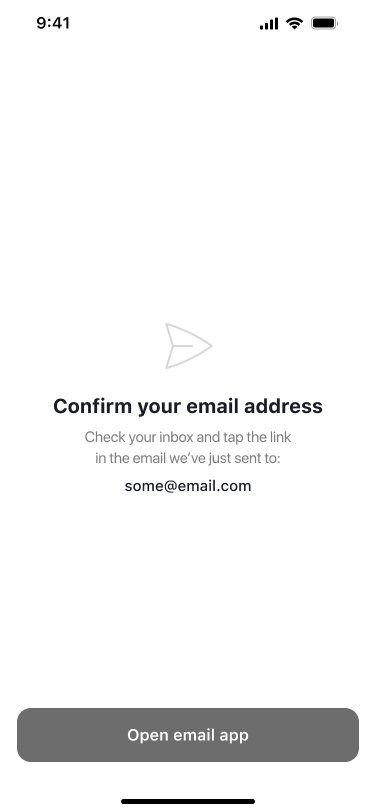 9:41
Confirm your email address
Check your inbox and tap the link
in the email we’ve just sent to:
some@email.com
Open email app